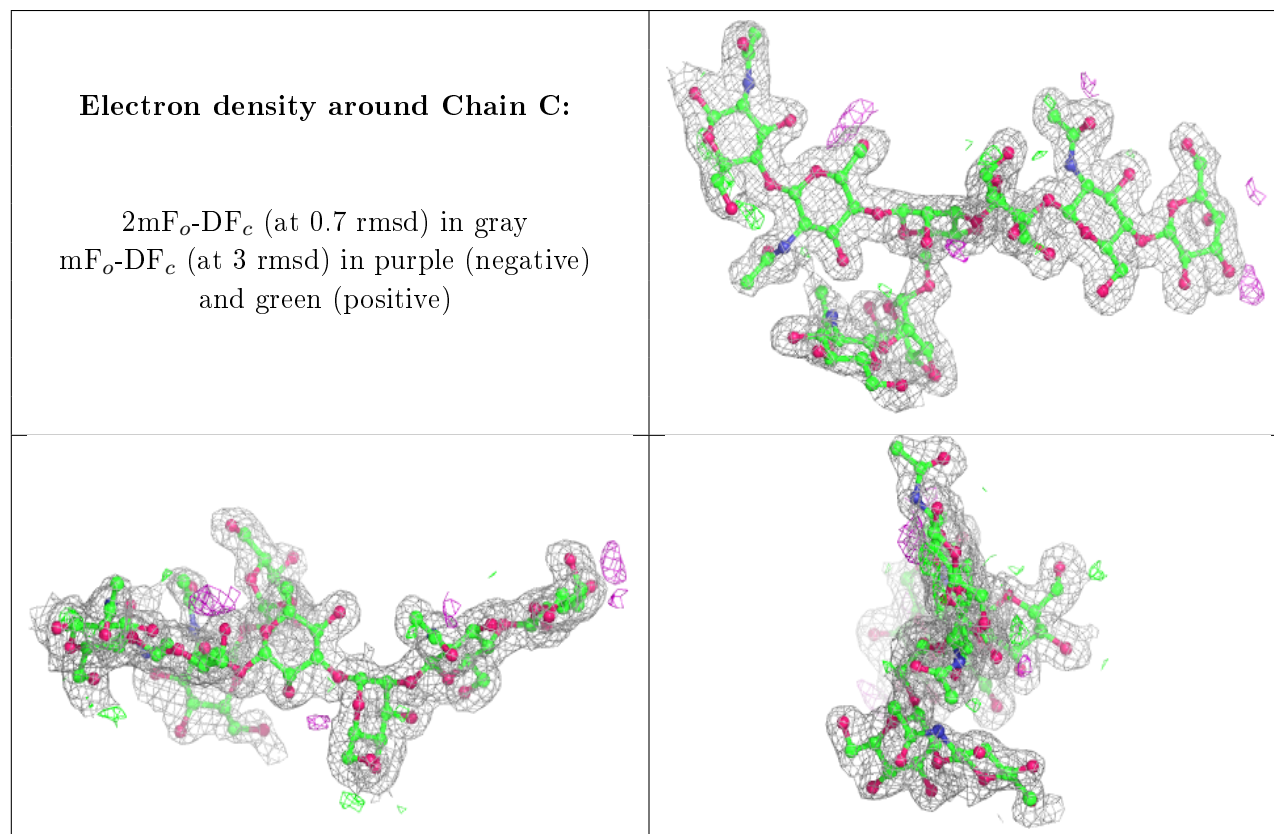 Electron density around Chain C:
2mFₒ-DF𝑐 (at 0.7 rmsd) in gray
mFₒ-DF𝑐 (at 3 rmsd) in purple (negative)
and green (positive)